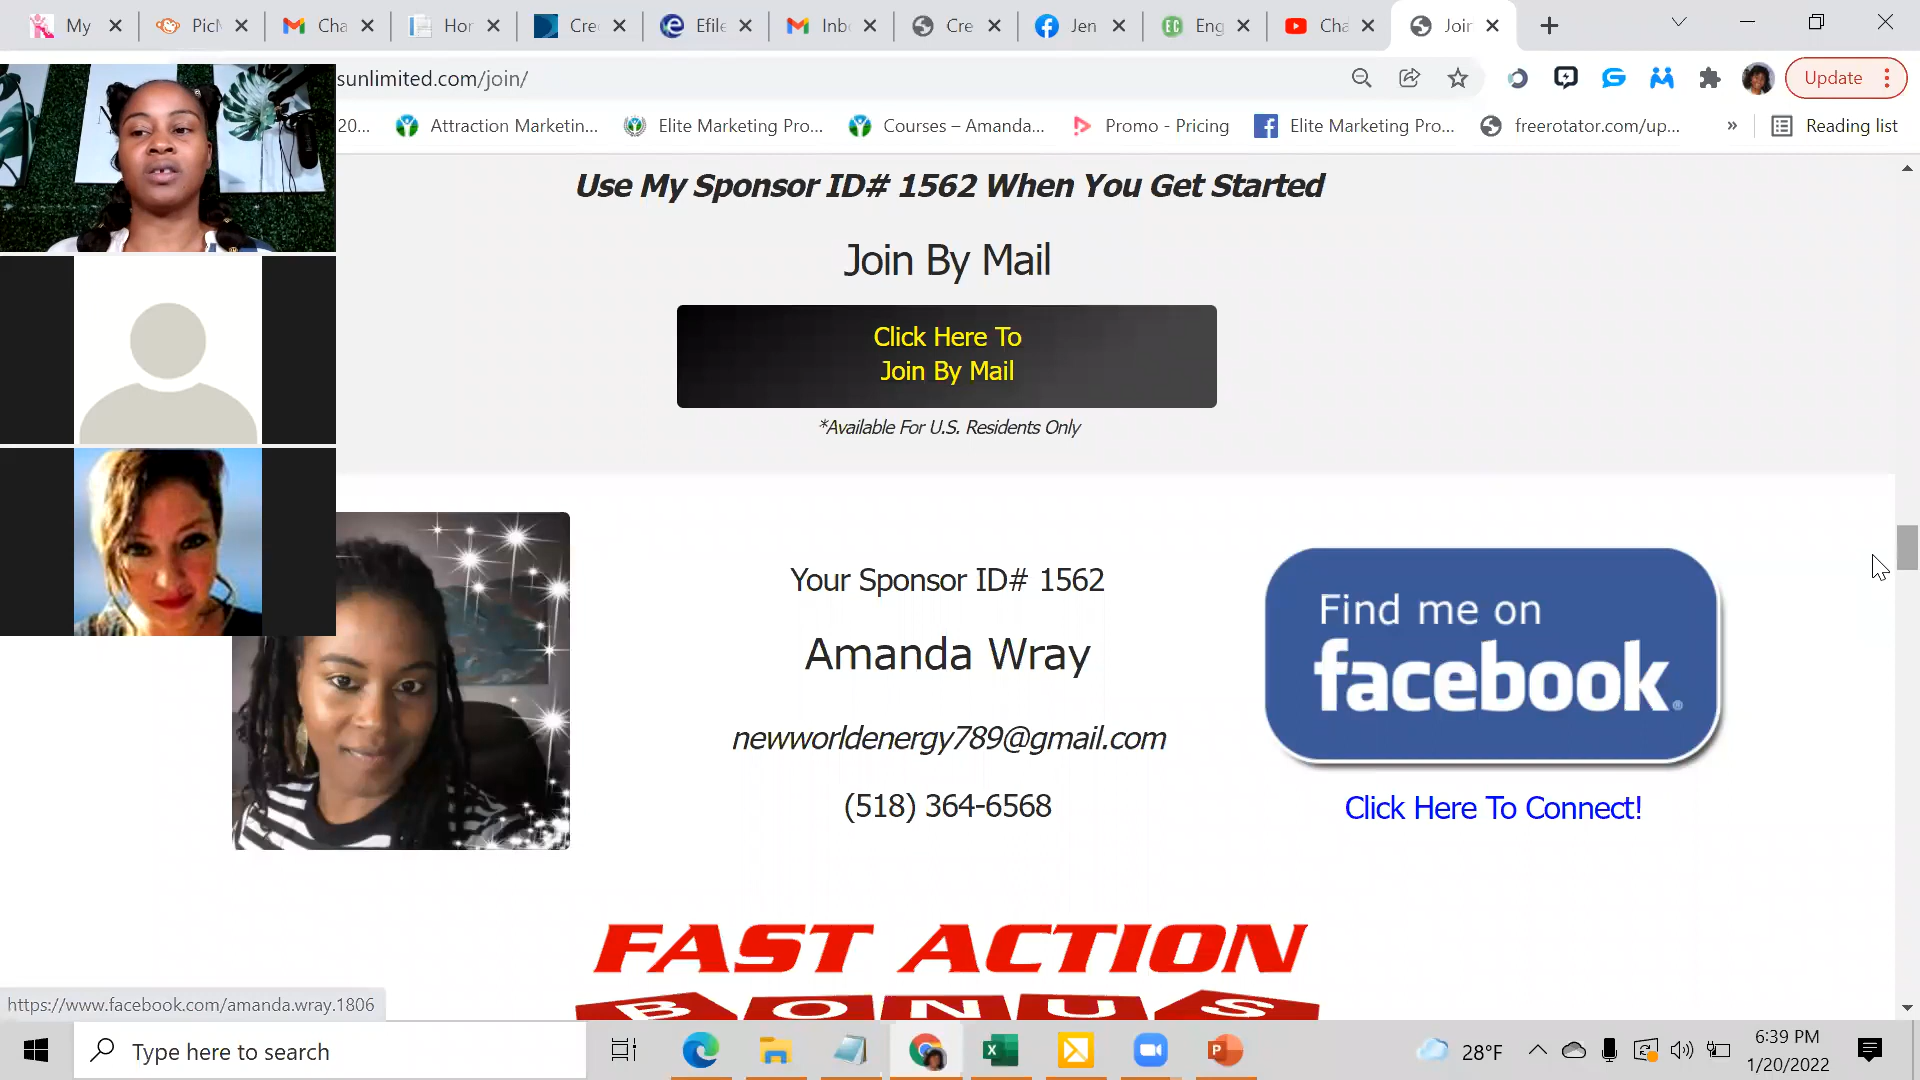 My
PicM
Cha
Hor
Cre
Efile
Inbo
Cre
Jen
Eng
Cha
Join
sunlimited.com/join/
Update
20...
Attraction Marketin...
Elite Marketing Pro...
Courses – Amanda...
Promo - Pricing
Elite Marketing Pro...
freerotator.com/up...
»
Reading list
Use My Sponsor ID# 1562 When You Get Started
Join By Mail
Click Here To
Join By Mail
*Available For U.S. Residents Only
Your Sponsor ID# 1562
Amanda Wray
newworldenergy789@gmail.com
(518) 364-6568
Find me on
facebook®
Click Here To Connect!
FAST ACTION
BONUS
https://www.facebook.com/amanda.wray.1806
Type here to search
28°F
6:39 PM
1/20/2022